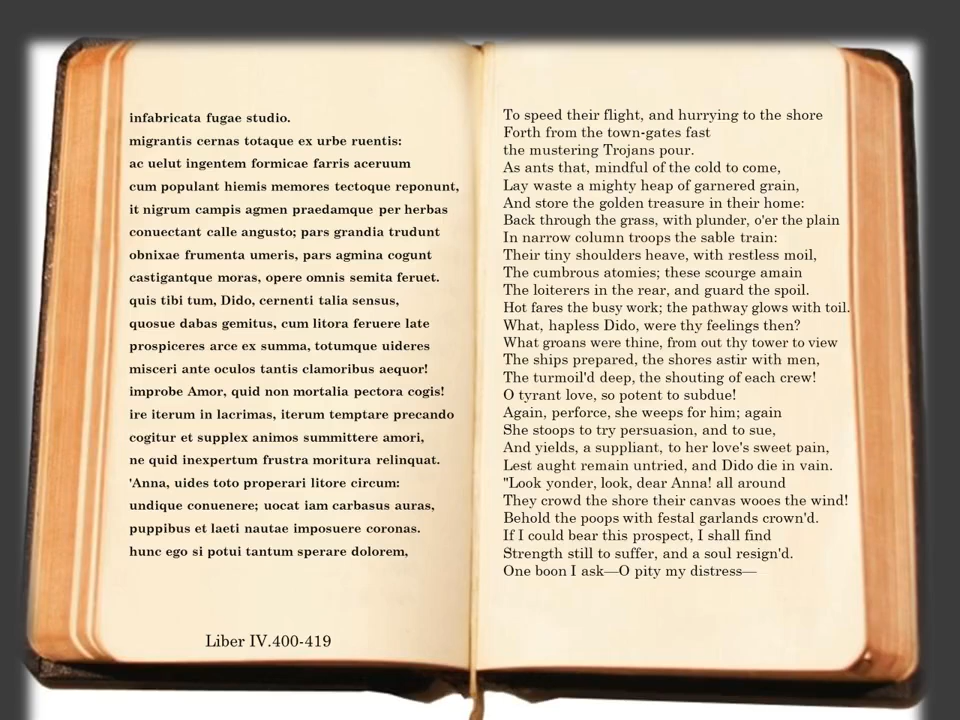 infabricata fugae studio.
migrantis cernas totaque ex urbe ruentis:
ac uelut ingentem formicae farris aceruum
cum populant hiemis memores tectoque reponunt,
it nigrum campis agmen praedamque per herbas
conuectant calle angusto; pars grandia trudunt
obnixae frumenta umeris, pars agmina cogunt
castigantque moras, opere omnis semita feruet.
quis tibi tum, Dido, cernenti talia sensus,
quosue dabas gemitus, cum litora feruere late
prospiceres arce ex summa, totumque uideres
misceri ante oculos tantis clamoribus aequor!
improbe Amor, quid non mortalia pectora cogis!
ire iterum in lacrimas, iterum temptare precando
cogitur et supplex animos summittere amori,
ne quid inexpertum frustra moritura relinquat.
'Anna, uides toto properari litore circum:
undique conuenere; uocat iam carbasus auras,
puppibus et laeti nautae imposuere coronas.
hunc ego si potui tantum sperare dolorem,
Liber IV.400-419
To speed their flight, and hurrying to the shore
Forth from the town-gates fast
the mustering Trojans pour.
As ants that, mindful of the cold to come,
Lay waste a mighty heap of garnered grain,
And store the golden treasure in their home:
Back through the grass, with plunder, o'er the plain
In narrow column troops the sable train:
Their tiny shoulders heave, with restless moil,
The cumbrous atomies; these scourge amain
The loiterers in the rear, and guard the spoil.
Hot fares the busy work; the pathway glows with toil.
What, hapless Dido, were thy feelings then?
What groans were thine, from out thy tower to view
The ships prepared, the shores astir with men,
The turmoil'd deep, the shouting of each crew!
O tyrant love, so potent to subdue!
Again, perforce, she weeps for him; again
She stoops to try persuasion, and to sue,
And yields, a suppliant, to her love's sweet pain,
Lest aught remain untried, and Dido die in vain.
"Look yonder, look, dear Anna! all around
They crowd the shore their canvas wooes the wind!
Behold the poops with festal garlands crown'd.
If I could bear this prospect, I shall find
Strength still to suffer, and a soul resign'd.
One boon I ask—O pity my distress—